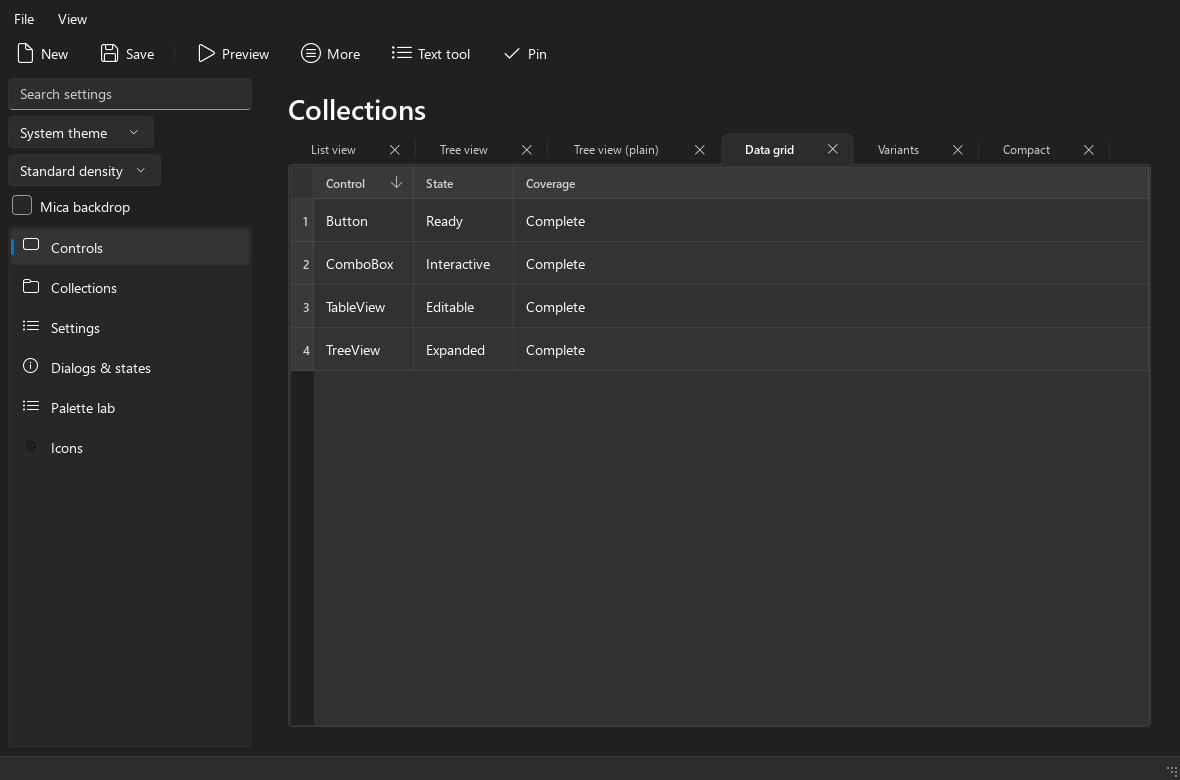 File View
New Save Preview More Text tool Pin
Search settings
System theme
Standard density
Mica backdrop
Controls
Collections
Settings
Dialogs & states
Palette lab
Icons
Collections
List view Tree view Tree view (plain) Data grid Variants Compact
Control State Coverage
1 Button Ready Complete
2 ComboBox Interactive Complete
3 TableView Editable Complete
4 TreeView Expanded Complete